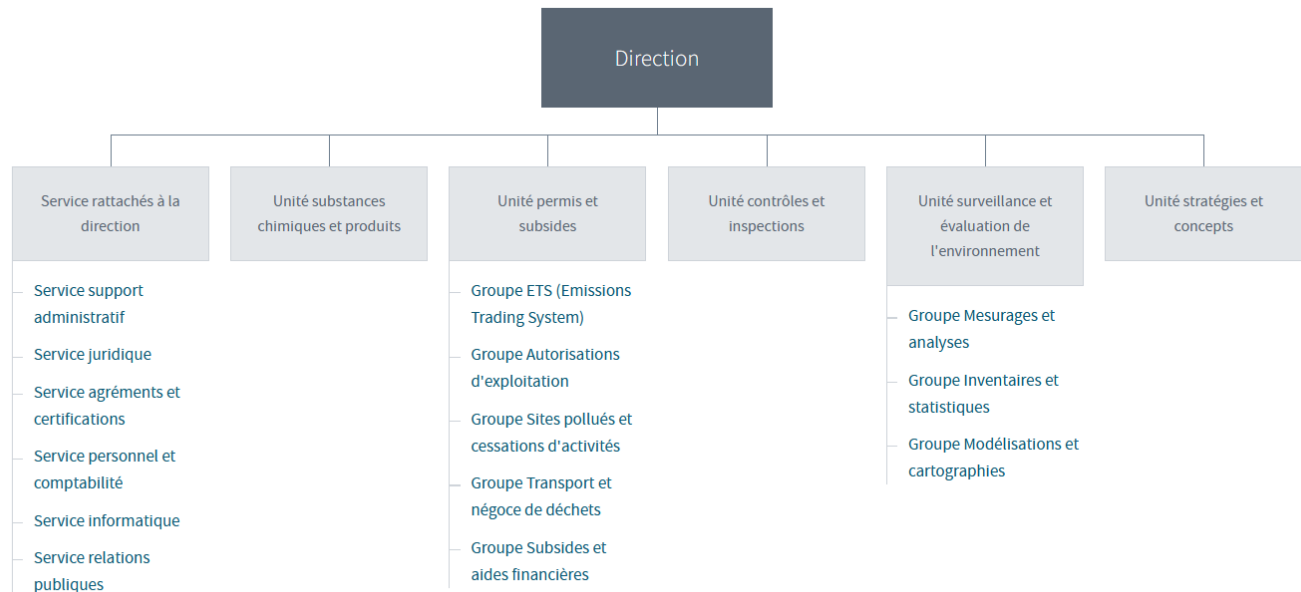 Direction
Service rattachés à la
direction
Unité substances
chimiques et produits
Unité permis et
subsides
Unité contrôles et
inspections
Unité surveillance et
évaluation de
l'environnement
Unité stratégies et
concepts
Service support
administratif
Service juridique
Service agréments et
certifications
Service personnel et
comptabilité
Service informatique
Service relations
publiques
Groupe ETS (Emissions
Trading System)
Groupe Autorisations
d'exploitation
Groupe Sites pollués et
cessations d'activités
Groupe Transport et
négoce de déchets
Groupe Subsides et
aides financières
Groupe Mesurages et
analyses
Groupe Inventaires et
statistiques
Groupe Modélisations et
cartographies